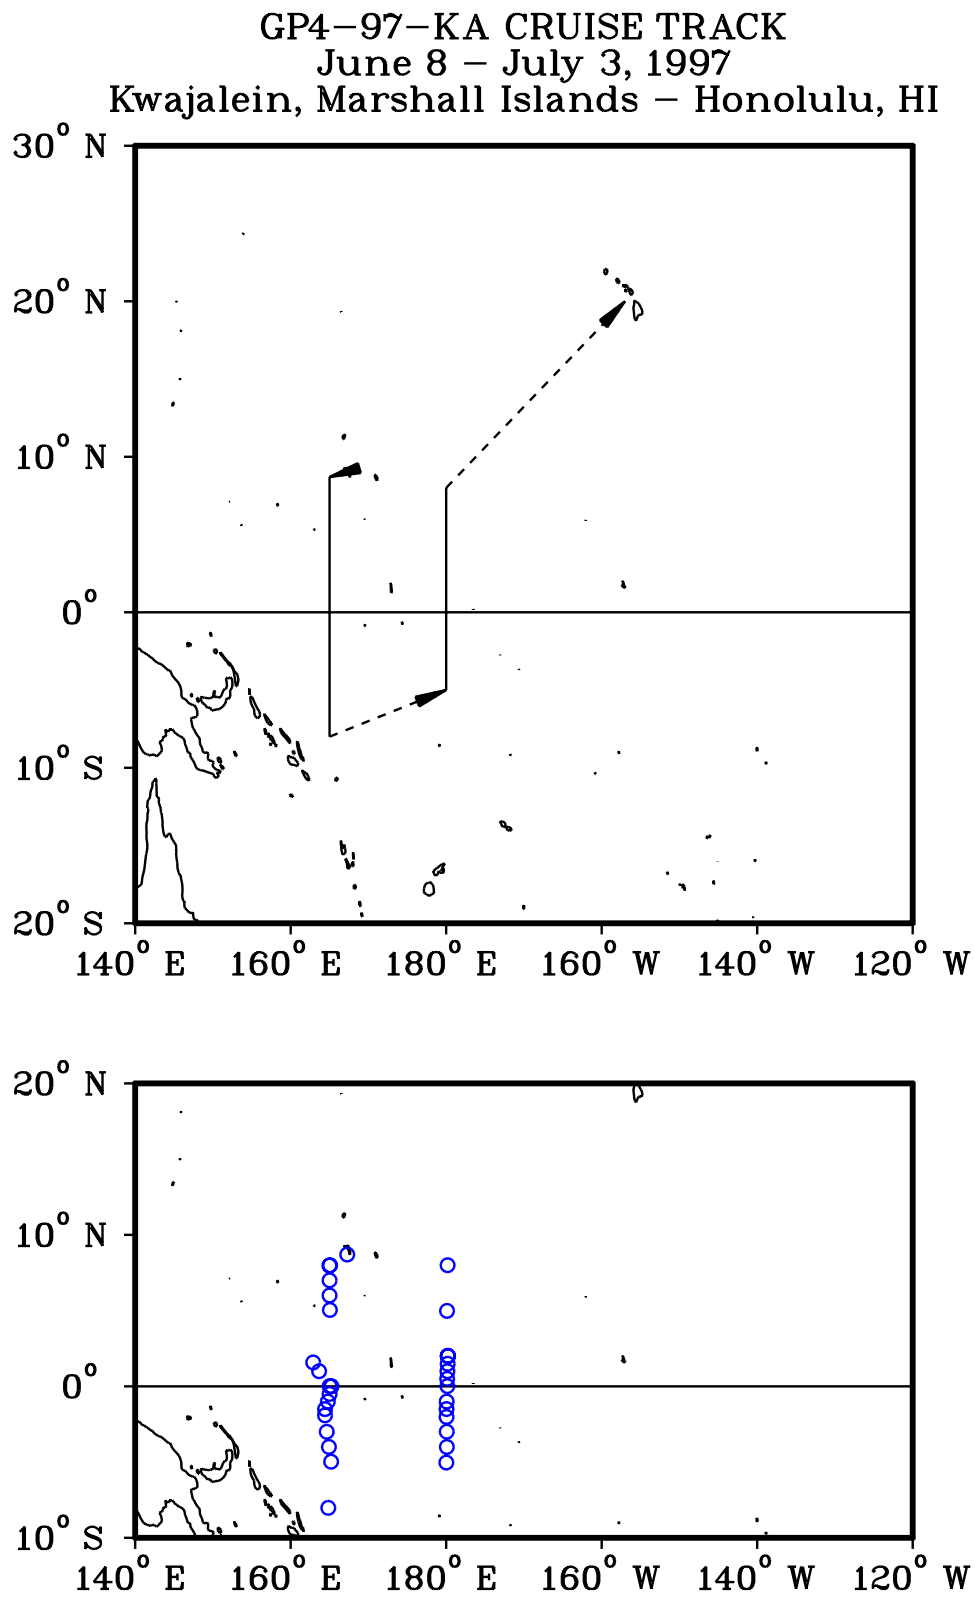 GP4-97-KA CRUISE TRACK
June 8 - July 3, 1997
Kwajalein, Marshall Islands - Honolulu, HI
30° N
20° N
10° N
0°
10° S
20° S
140° E 160° E 180° E 160° W 140° W 120° W
20° N
10° N
0°
10° S
140° E 160° E 180° E 160° W 140° W 120° W